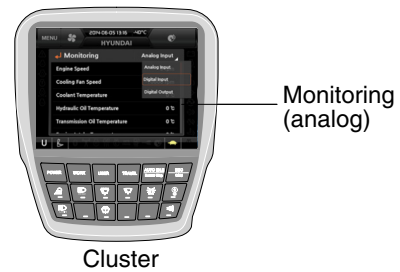 2014-06-05 13:16 -40°C
MENU
HYUNDAI
Monitoring Analog Input
Engine Speed Analog Input
Cooling Fan Speed Digital Input
Coolant Temperature Digital Output
Hydraulic Oil Temperature 0 ℃
Transmission Oil Temperature 0 ℃
U
POWER WORK USER TRAVEL
Monitoring
(analog)
Cluster